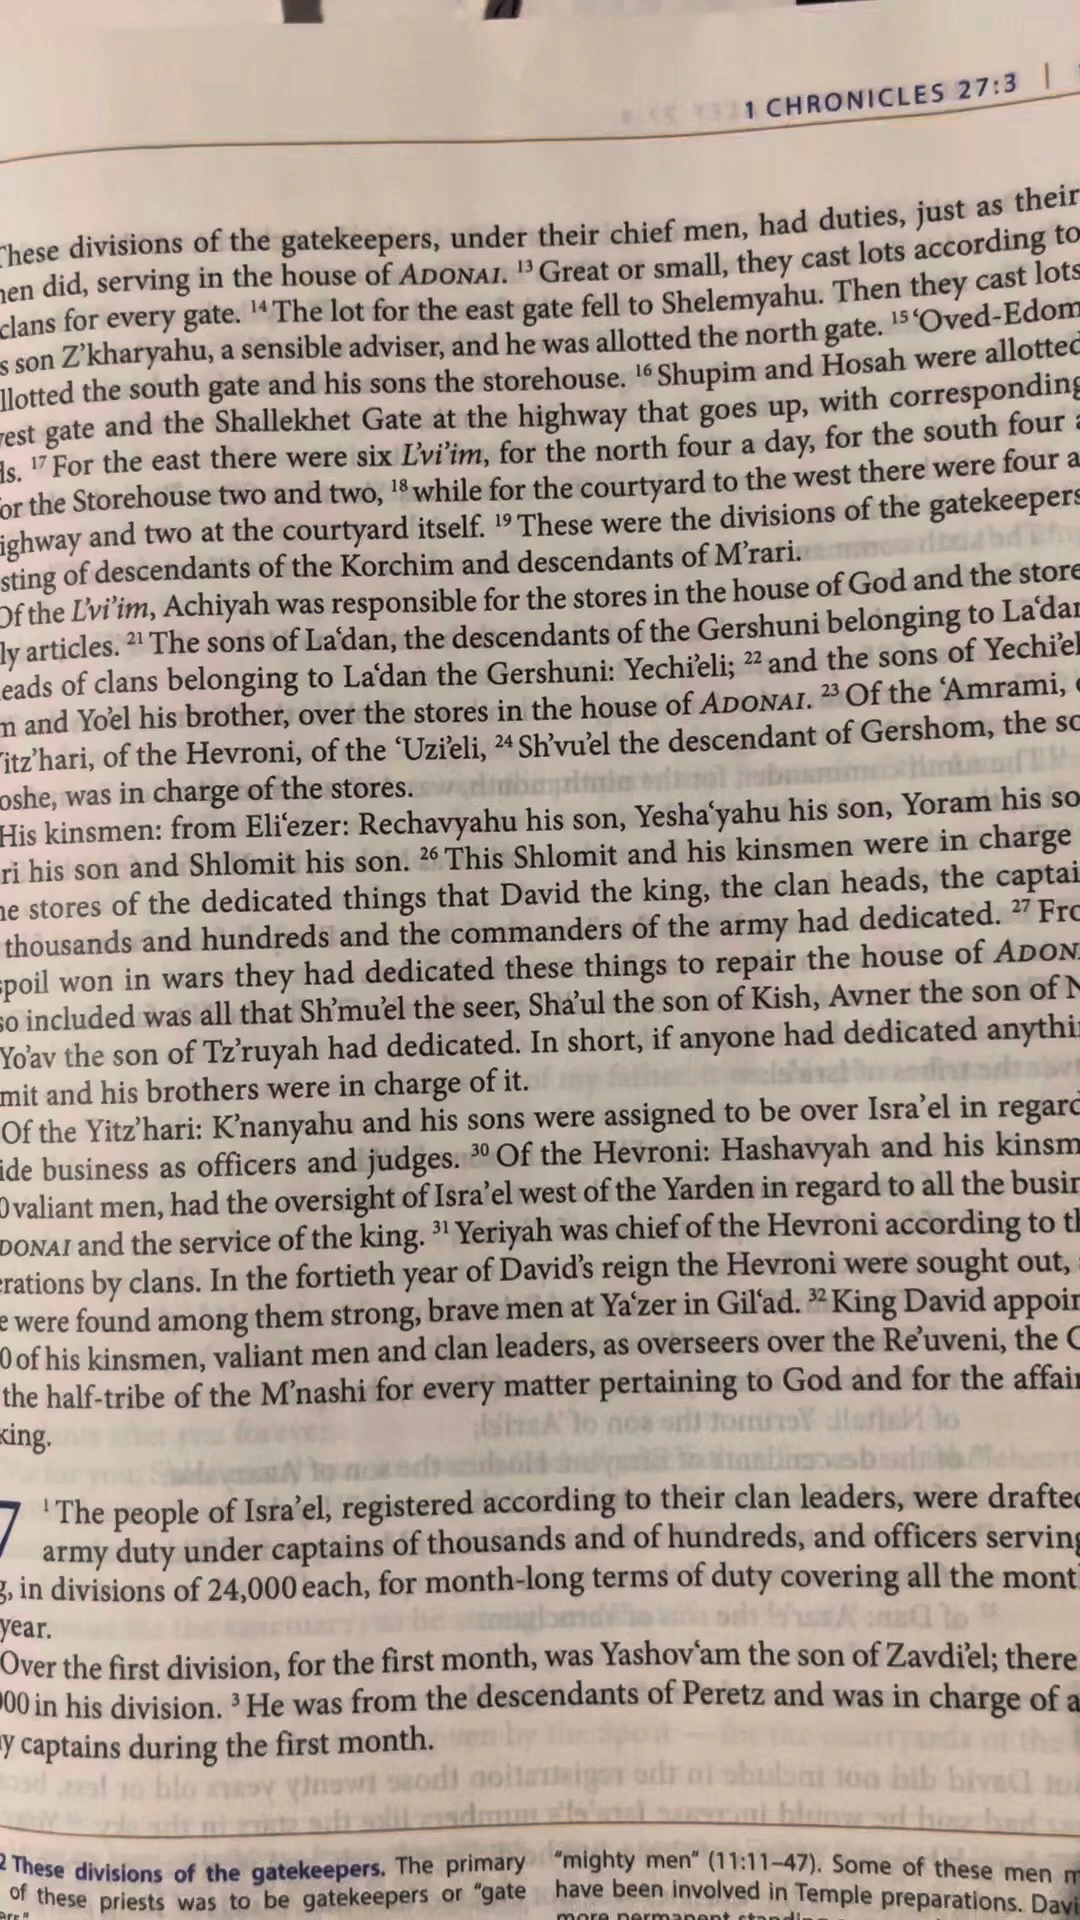 1 CHRONICLES 27:3 |
These divisions of the gatekeepers, under their chief men, had duties, just as their
men did, serving in the house of ADONAI. 13 Great or small, they cast lots according to
clans for every gate. 14 The lot for the east gate fell to Shelemyahu. Then they cast lots
s son Z’kharyahu, a sensible adviser, and he was allotted the north gate. 15 ‘Oved-Edom
llotted the south gate and his sons the storehouse. 16 Shupim and Hosah were allotted
vest gate and the Shallekhet Gate at the highway that goes up, with corresponding
ds. 17 For the east there were six L’vi’im, for the north four a day, for the south four a
or the Storehouse two and two, 18 while for the courtyard to the west there were four a
ighway and two at the courtyard itself. 19 These were the divisions of the gatekeepers
sting of descendants of the Korchim and descendants of M’rari.
Of the L’vi’im, Achiyah was responsible for the stores in the house of God and the store
ly articles. 21 The sons of La‘dan, the descendants of the Gershuni belonging to La‘dan
eads of clans belonging to La‘dan the Gershuni: Yechi’eli; 22 and the sons of Yechi’el
m and Yo’el his brother, over the stores in the house of ADONAI. 23 Of the ‘Amrami,
Yitz’hari, of the Hevroni, of the ‘Uzi’eli, 24 Sh’vu’el the descendant of Gershom, the so
oshe, was in charge of the stores.
His kinsmen: from Eli‘ezer: Rechavyahu his son, Yesha‘yahu his son, Yoram his so
ri his son and Shlomit his son. 26 This Shlomit and his kinsmen were in charge
he stores of the dedicated things that David the king, the clan heads, the captai
thousands and hundreds and the commanders of the army had dedicated. 27 Fro
spoil won in wars they had dedicated these things to repair the house of ADON
so included was all that Sh’mu’el the seer, Sha’ul the son of Kish, Avner the son of N
Yo’av the son of Tz’ruyah had dedicated. In short, if anyone had dedicated anythi
mit and his brothers were in charge of it.
Of the Yitz’hari: K’nanyahu and his sons were assigned to be over Isra’el in regard
ide business as officers and judges. 30 Of the Hevroni: Hashavyah and his kinsm
0 valiant men, had the oversight of Isra’el west of the Yarden in regard to all the busin
DONAI and the service of the king. 31 Yeriyah was chief of the Hevroni according to th
erations by clans. In the fortieth year of David’s reign the Hevroni were sought out,
e were found among them strong, brave men at Ya‘zer in Gil‘ad. 32 King David appoin
0 of his kinsmen, valiant men and clan leaders, as overseers over the Re’uveni, the G
the half-tribe of the M’nashi for every matter pertaining to God and for the affair
king.
7 1 The people of Isra’el, registered according to their clan leaders, were drafted
army duty under captains of thousands and of hundreds, and officers serving
g, in divisions of 24,000 each, for month-long terms of duty covering all the mont
year.
Over the first division, for the first month, was Yashov‘am the son of Zavdi’el; there
000 in his division. 3 He was from the descendants of Peretz and was in charge of a
y captains during the first month.
2 These divisions of the gatekeepers. The primary
of these priests was to be gatekeepers or “gate
“mighty men” (11:11–47). Some of these men m
have been involved in Temple preparations. Davi
more permanent